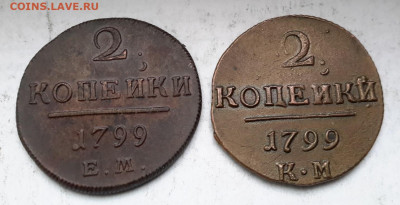 COINS.LAVE.RU
2.
КОПЕЙКИ
1799
Е.М.
2.
КОПЕЙКИ
1799
К·М